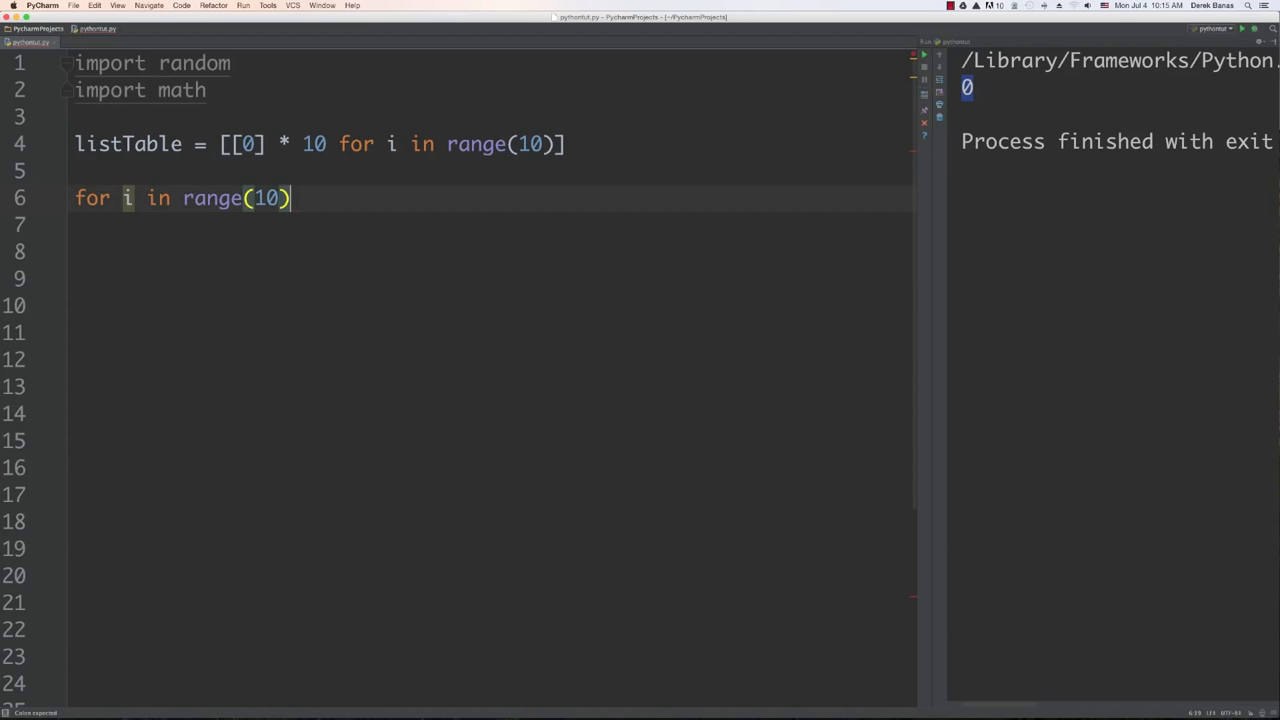 PyCharm File Edit View Navigate Code Refactor Run Tools VCS Window Help
10 Mon Jul 4 10:15 AM Derek Banas
pythontut.py - PycharmProjects - [~/PycharmProjects]
PycharmProjects pythontut.py pythontut
pythontut.py Run pythontut
1 import random
2 import math
3
4 listTable = [[0] * 10 for i in range(10)]
5
6 for i in range(10)
7
8
9
10
11
12
13
14
15
16
17
18
19
20
21
22
23
24
/Library/Frameworks/Python.
0
Process finished with exit
Colon expected 6:19 LF÷ UTF-8÷